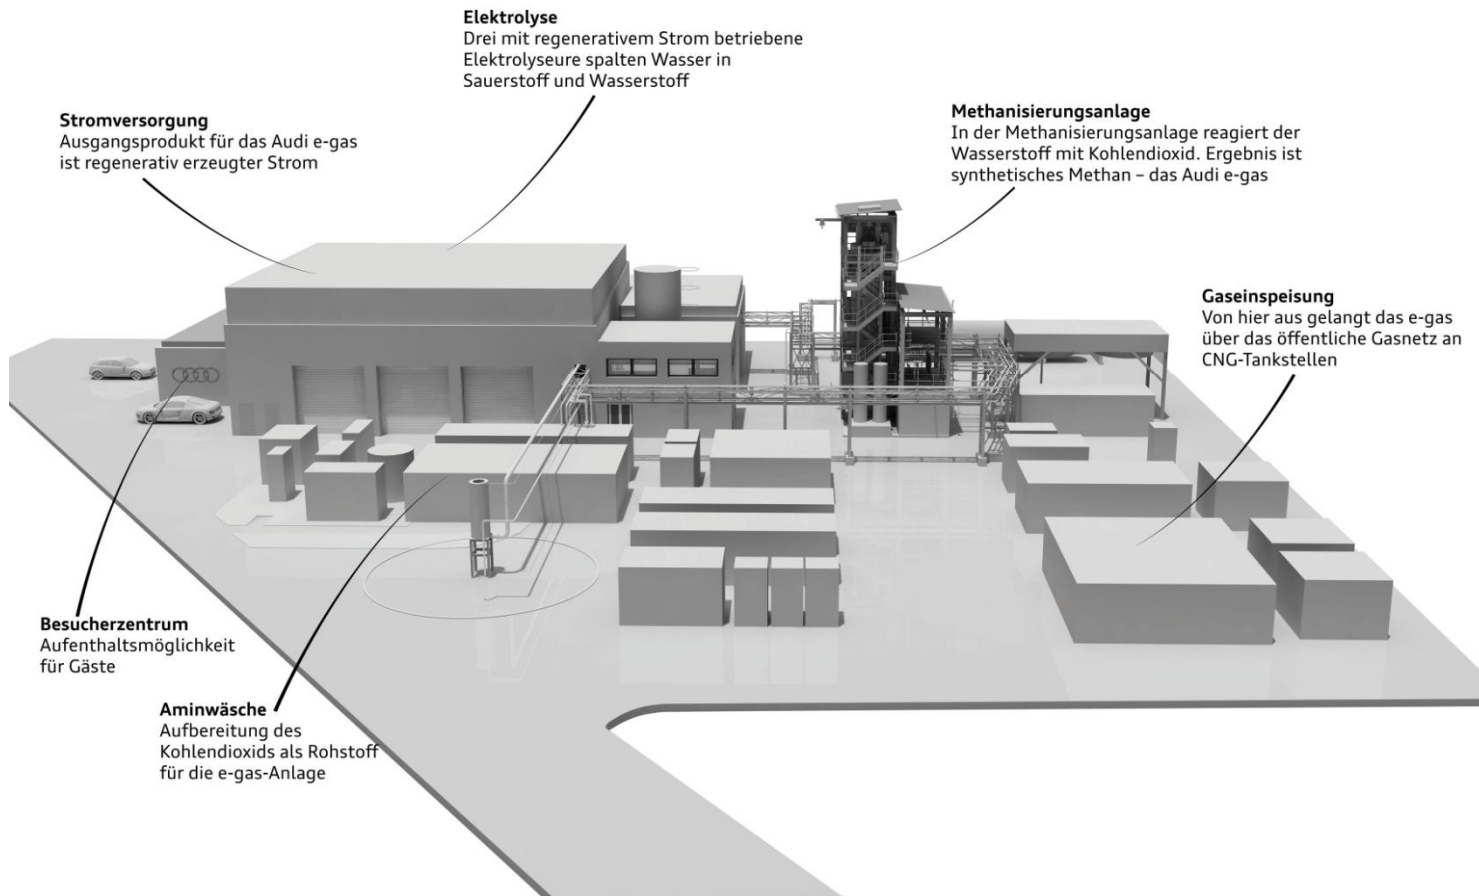 Elektrolyse
Drei mit regenerativem Strom betriebene
Elektrolyseure spalten Wasser in
Sauerstoff und Wasserstoff
Stromversorgung
Ausgangsprodukt für das Audi e-gas
ist regenerativ erzeugter Strom
Methanisierungsanlage
In der Methanisierungsanlage reagiert der
Wasserstoff mit Kohlendioxid. Ergebnis ist
synthetisches Methan – das Audi e-gas
Gaseinspeisung
Von hier aus gelangt das e-gas
über das öffentliche Gasnetz an
CNG-Tankstellen
Besucherzentrum
Aufenthaltsmöglichkeit
für Gäste
Aminwäsche
Aufbereitung des
Kohlendioxids als Rohstoff
für die e-gas-Anlage